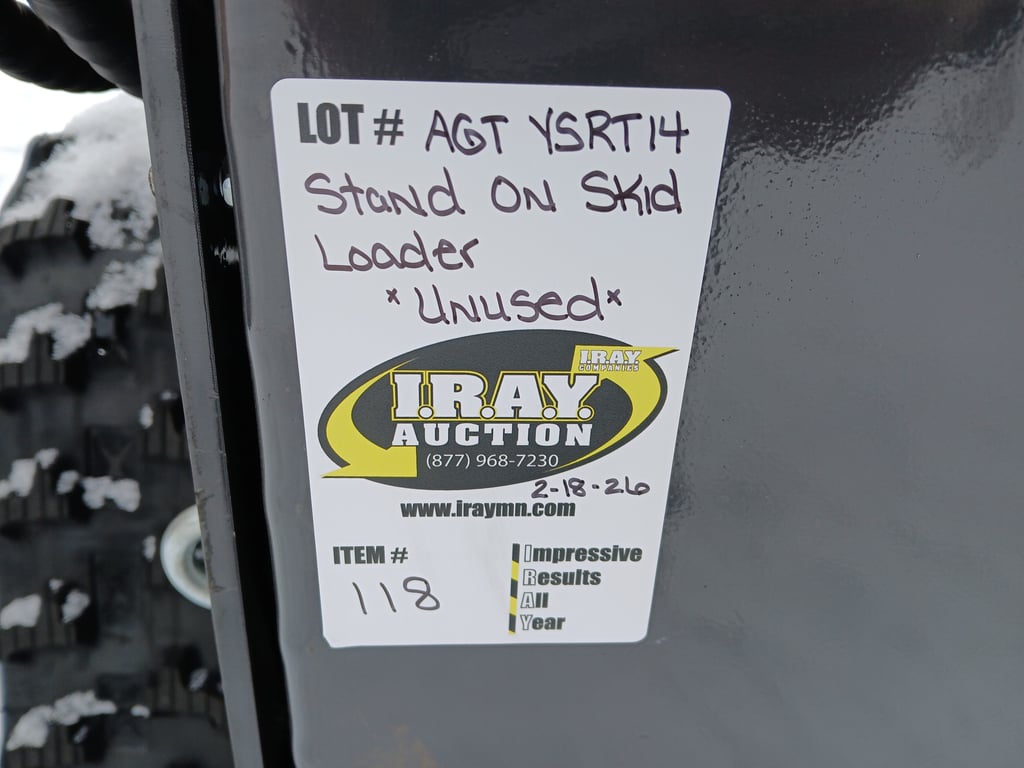 LOT # AGT YSRT14
Stand On Skid
Loader
*Unused*
I.R.A.Y.
COMPANIES
I.R.A.Y.
AUCTION
(877) 968-7230
2-18-26
www.iraymn.com
ITEM #
118
Impressive
Results
All
Year